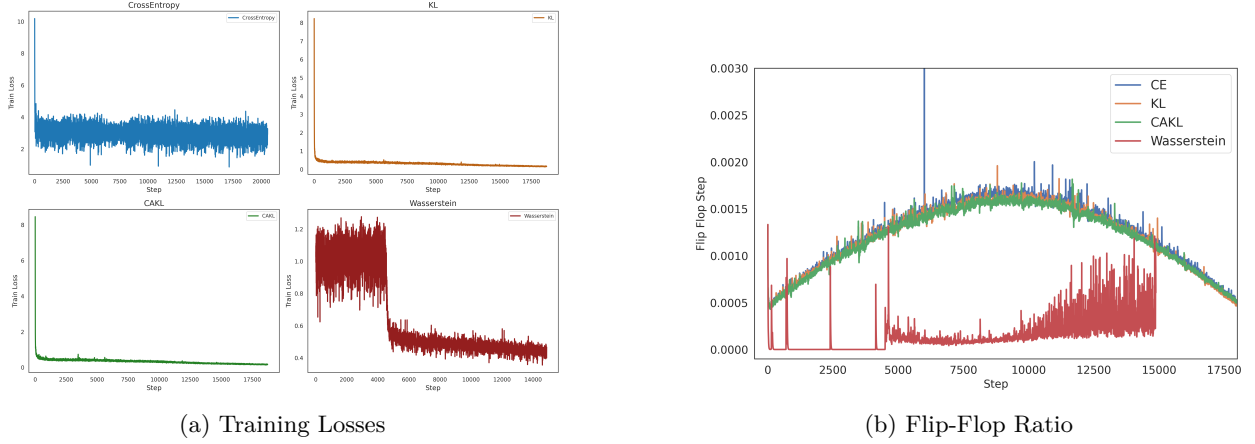 CrossEntropy
10
8
6
4
2
Train Loss
CrossEntropy
0 2500 5000 7500 10000 12500 15000 17500 20000
Step
KL
8
7
6
5
4
3
2
1
0
Train Loss
KL
0 2500 5000 7500 10000 12500 15000 17500
Step
CAKL
8
6
4
2
0
Train Loss
CAKL
0 2500 5000 7500 10000 12500 15000 17500
Step
Wasserstein
1.2
1.0
0.8
0.6
0.4
Train Loss
Wasserstein
0 2000 4000 6000 8000 10000 12000 14000
Step
(a) Training Losses
0.0030
0.0025
0.0020
0.0015
0.0010
0.0005
0.0000
Flip Flop Step
CE
KL
CAKL
Wasserstein
0 2500 5000 7500 10000 12500 15000 17500
Step
(b) Flip-Flop Ratio